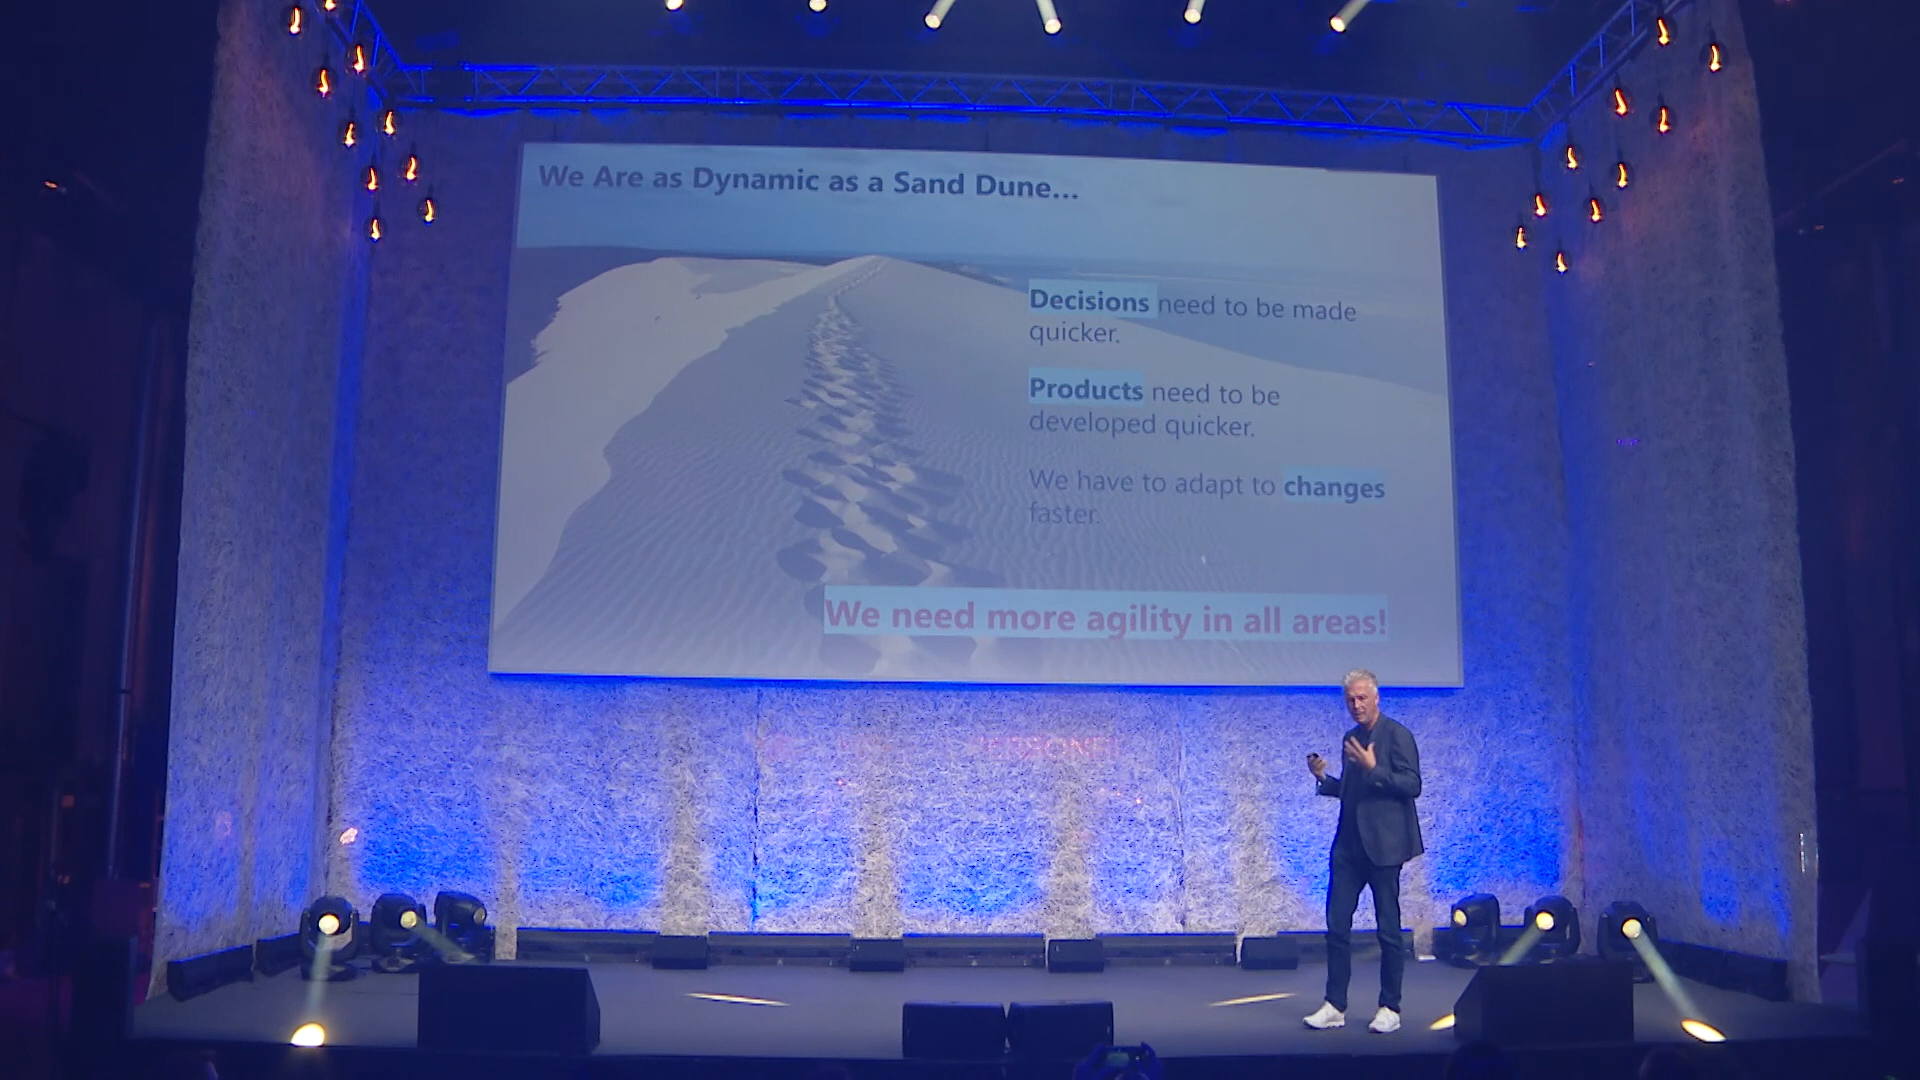 We Are as Dynamic as a Sand Dune...
Decisions need to be made
quicker.
Products need to be
developed quicker.
We have to adapt to changes
faster.
We need more agility in all areas!